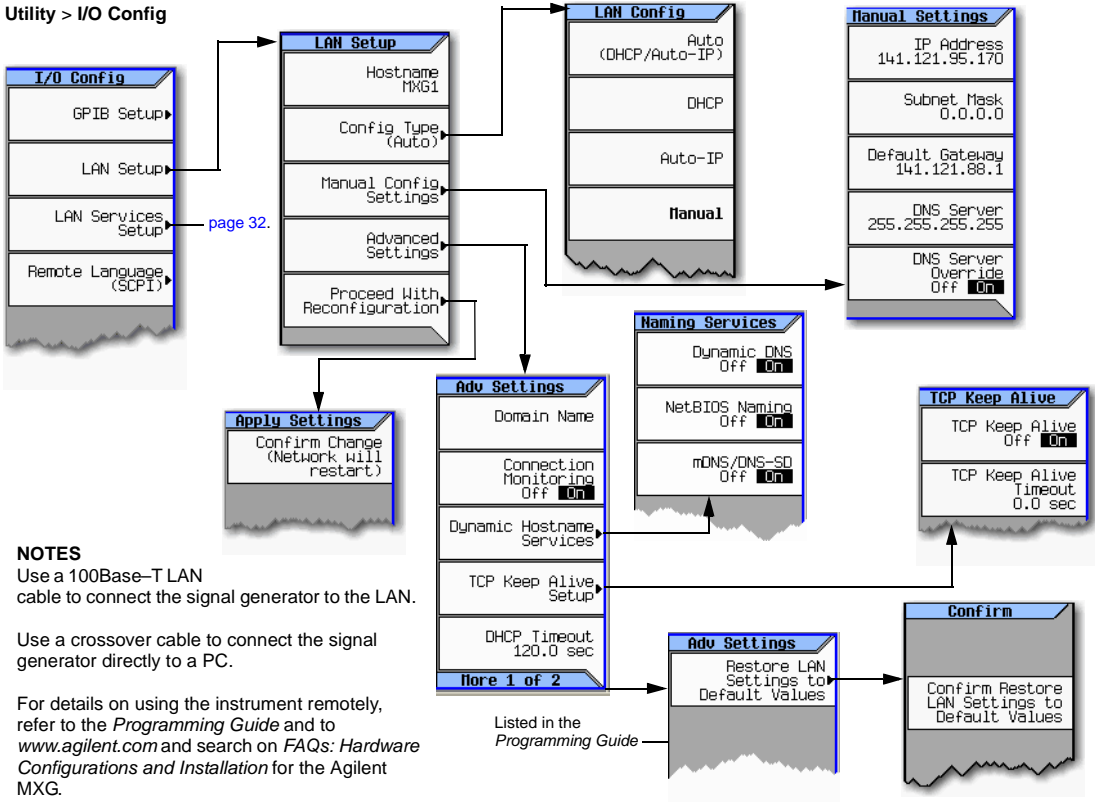 Utility > I/O Config
I/O Config
GPIB Setup
LAN Setup
LAN Services
Setup
page 32.
Remote Language
(SCPI)
LAN Setup
Hostname
MXG1
Config Type
(Auto)
Manual Config
Settings
Advanced
Settings
Proceed With
Reconfiguration
LAN Config
Auto
(DHCP/Auto-IP)
DHCP
Auto-IP
Manual
Manual Settings
IP Address
141.121.95.170
Subnet Mask
0.0.0.0
Default Gateway
141.121.88.1
DNS Server
255.255.255.255
DNS Server
Override
Off On
Apply Settings
Confirm Change
(Network will
restart)
Adv Settings
Domain Name
Connection
Monitoring
Off On
Dynamic Hostname
Services
TCP Keep Alive
Setup
DHCP Timeout
120.0 sec
More 1 of 2
Naming Services
Dynamic DNS
Off On
NetBIOS Naming
Off On
mDNS/DNS-SD
Off On
TCP Keep Alive
TCP Keep Alive
Off On
TCP Keep Alive
Timeout
0.0 sec
Adv Settings
Restore LAN
Settings to
Default Values
Listed in the
Programming Guide
Confirm
Confirm Restore
LAN Settings to
Default Values
NOTES
Use a 100Base–T LAN
cable to connect the signal generator to the LAN.
Use a crossover cable to connect the signal
generator directly to a PC.
For details on using the instrument remotely,
refer to the Programming Guide and to
www.agilent.com and search on FAQs: Hardware
Configurations and Installation for the Agilent
MXG.